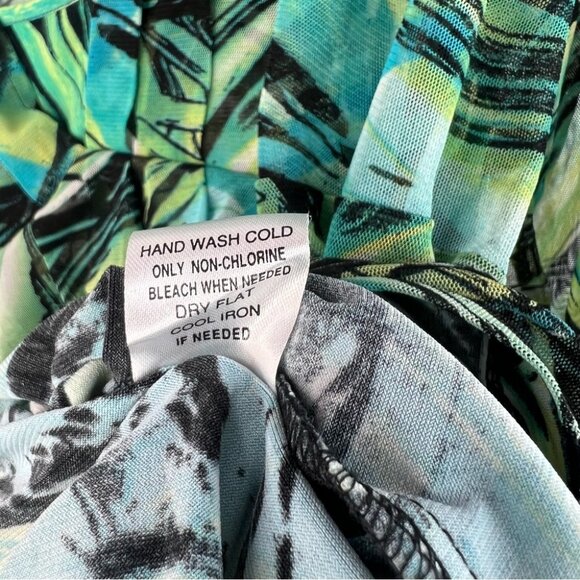 HAND WASH COLD
ONLY NON-CHLORINE
BLEACH WHEN NEEDED
DRY FLAT
COOL IRON
IF NEEDED